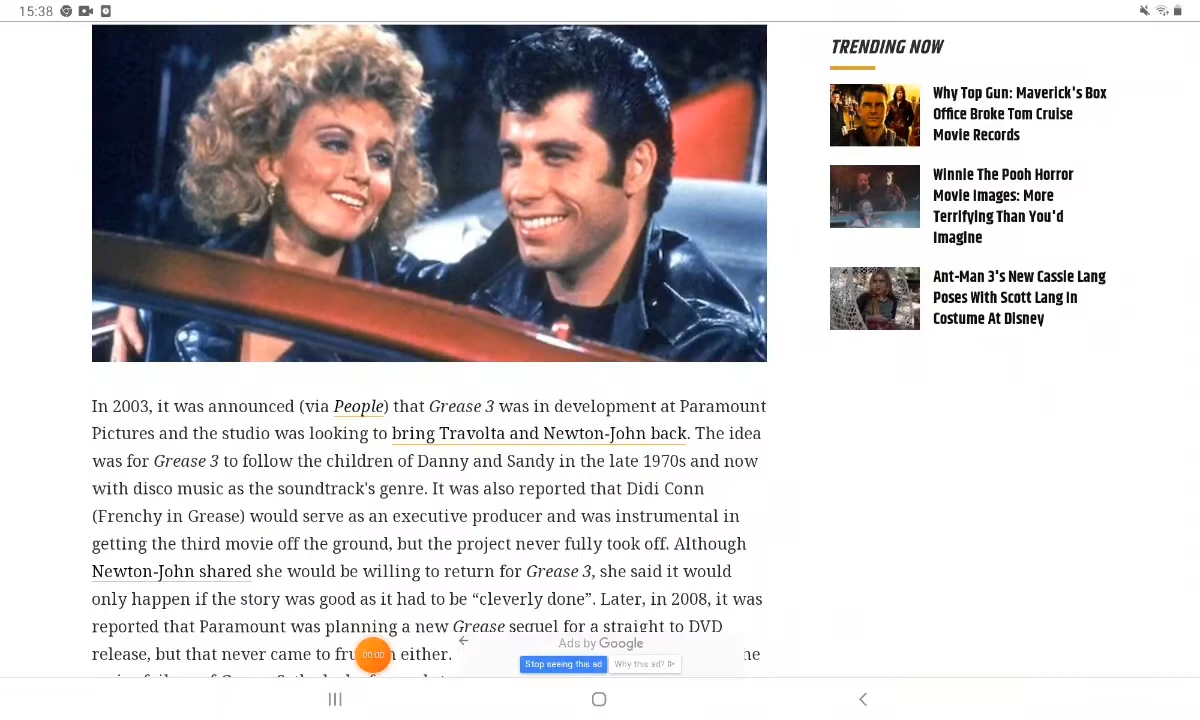 15:38
TRENDING NOW
Why Top Gun: Maverick's Box
Office Broke Tom Cruise
Movie Records
Winnie The Pooh Horror
Movie Images: More
Terrifying Than You'd
Imagine
Ant-Man 3's New Cassie Lang
Poses With Scott Lang In
Costume At Disney
In 2003, it was announced (via People) that Grease 3 was in development at Paramount
Pictures and the studio was looking to bring Travolta and Newton-John back. The idea
was for Grease 3 to follow the children of Danny and Sandy in the late 1970s and now
with disco music as the soundtrack's genre. It was also reported that Didi Conn
(Frenchy in Grease) would serve as an executive producer and was instrumental in
getting the third movie off the ground, but the project never fully took off. Although
Newton-John shared she would be willing to return for Grease 3, she said it would
only happen if the story was good as it had to be “cleverly done”. Later, in 2008, it was
reported that Paramount was planning a new Grease sequel for a straight to DVD
release, but that never came to either.
00:00
Ads by Google
Stop seeing this ad
Why this ad?